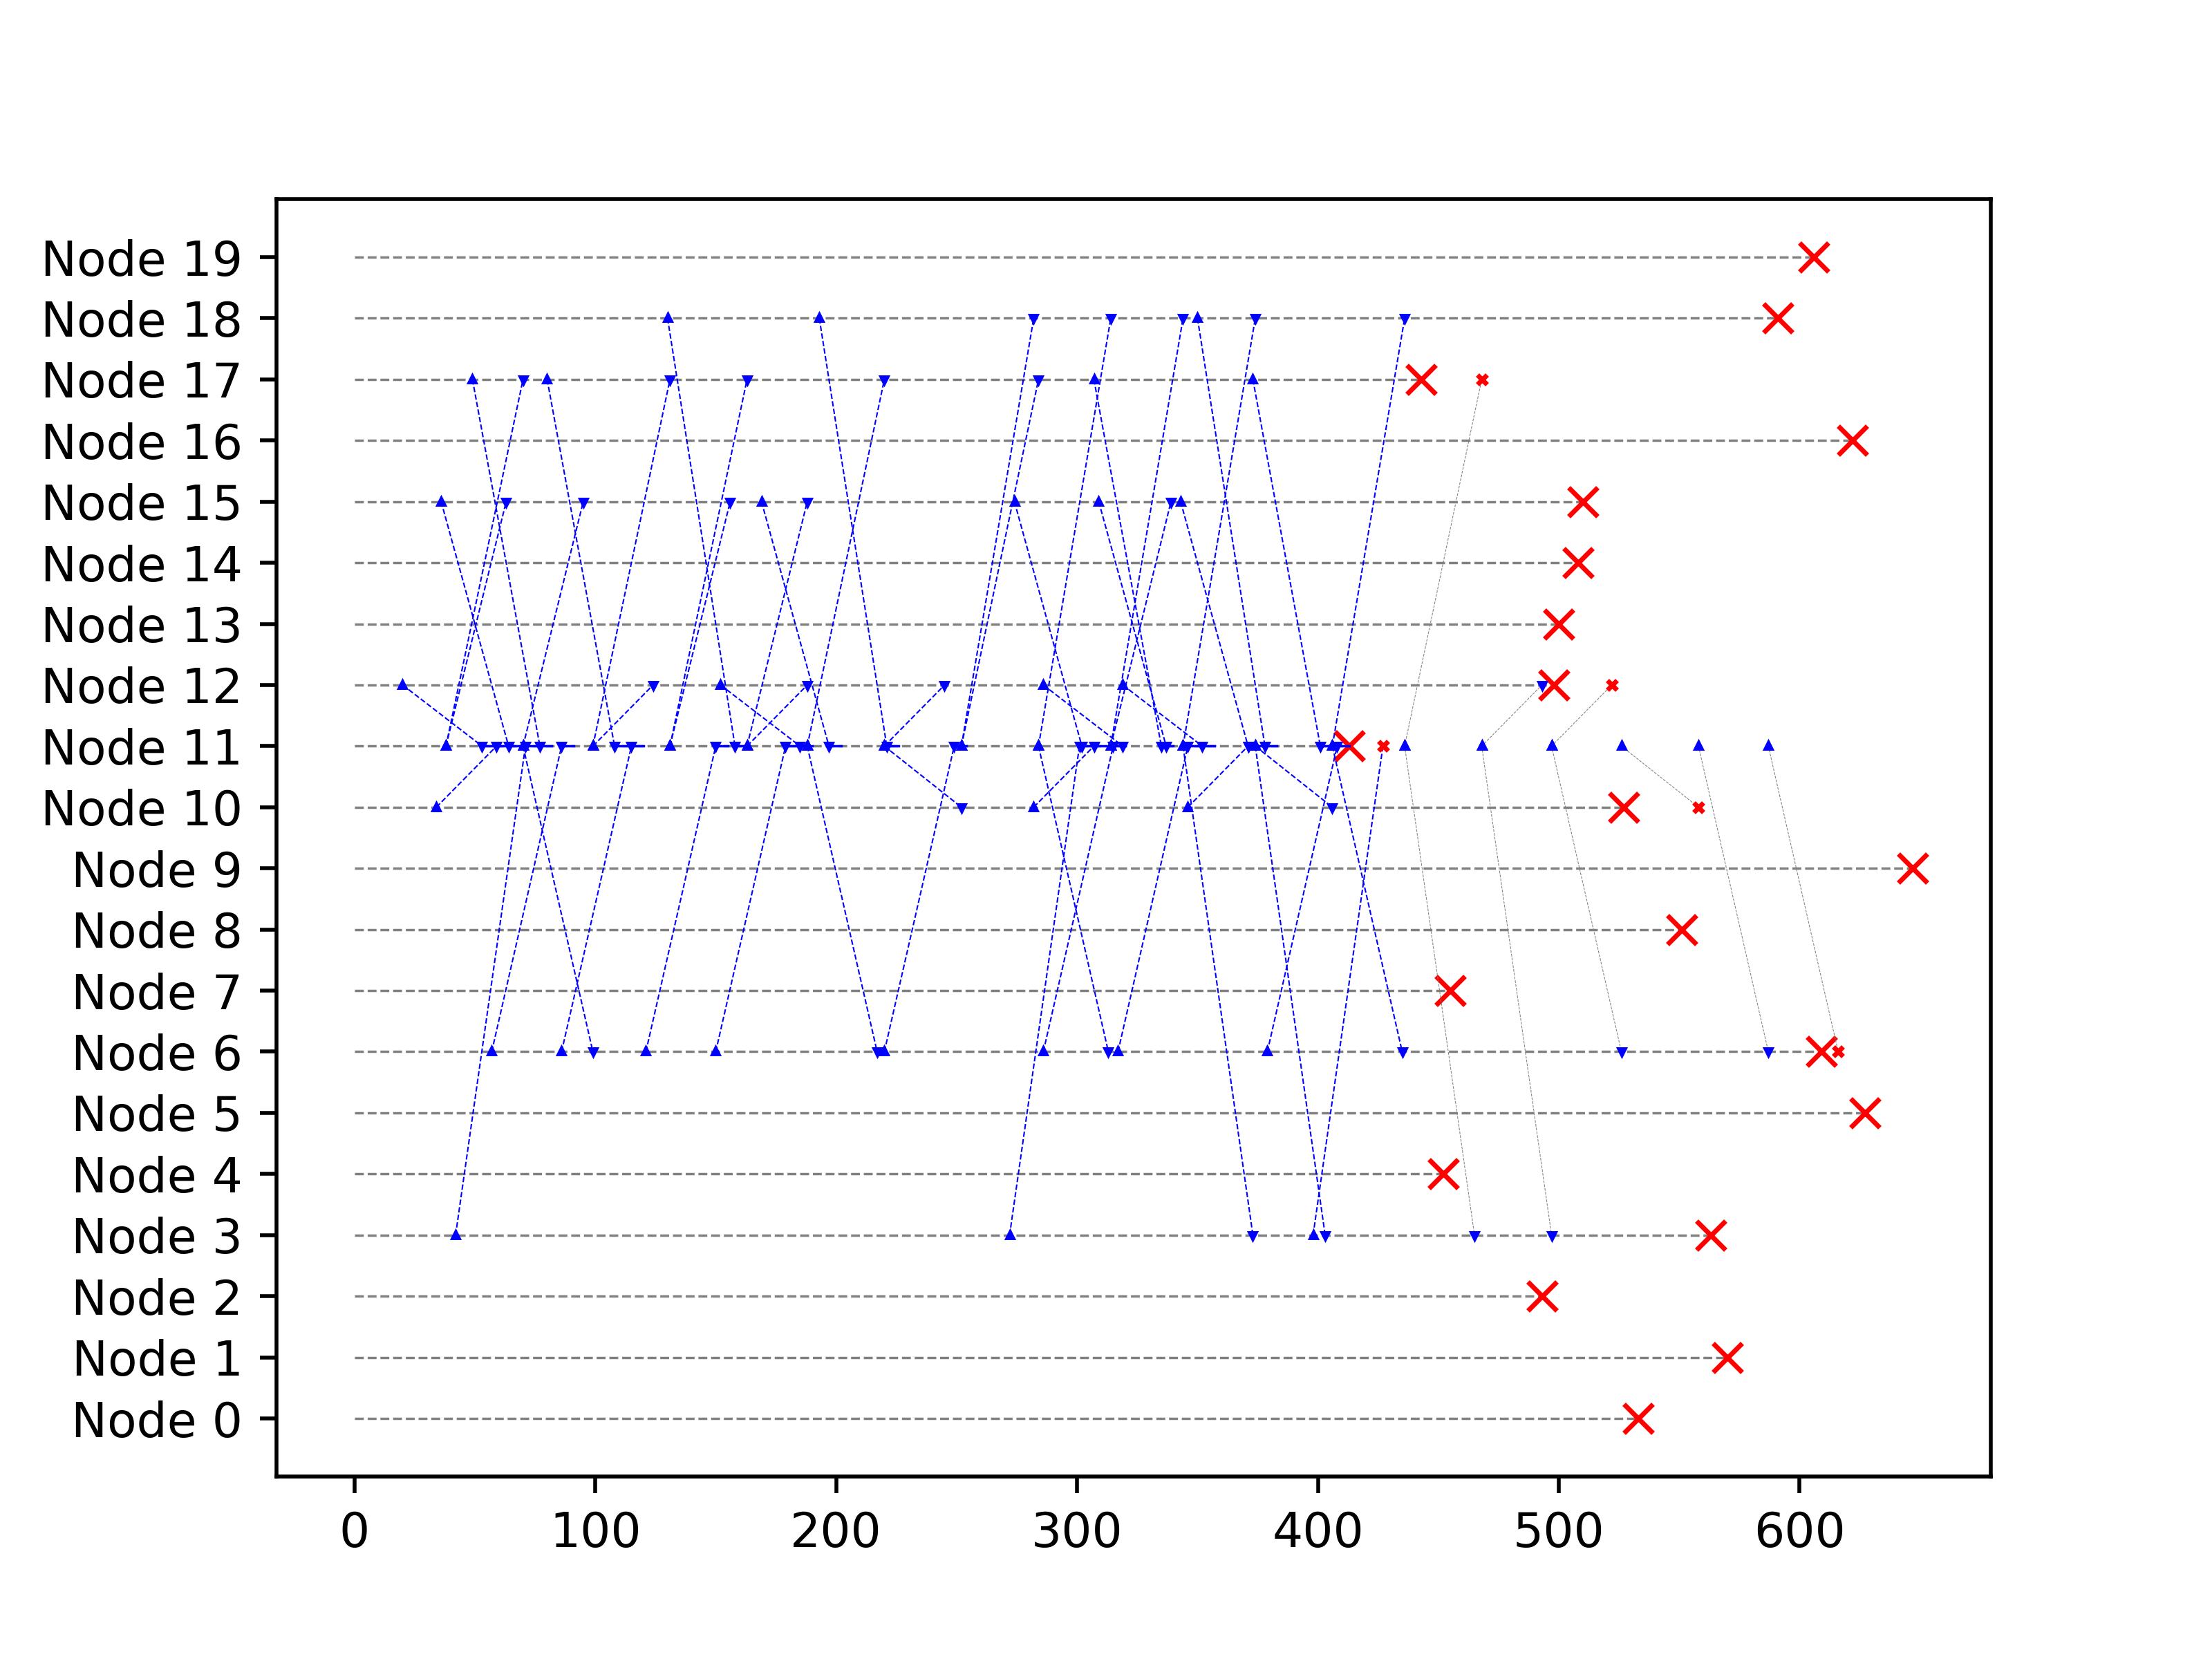 Node 19
Node 18
Node 17
Node 16
Node 15
Node 14
Node 13
Node 12
Node 11
Node 10
Node 9
Node 8
Node 7
Node 6
Node 5
Node 4
Node 3
Node 2
Node 1
Node 0
0 100 200 300 400 500 600